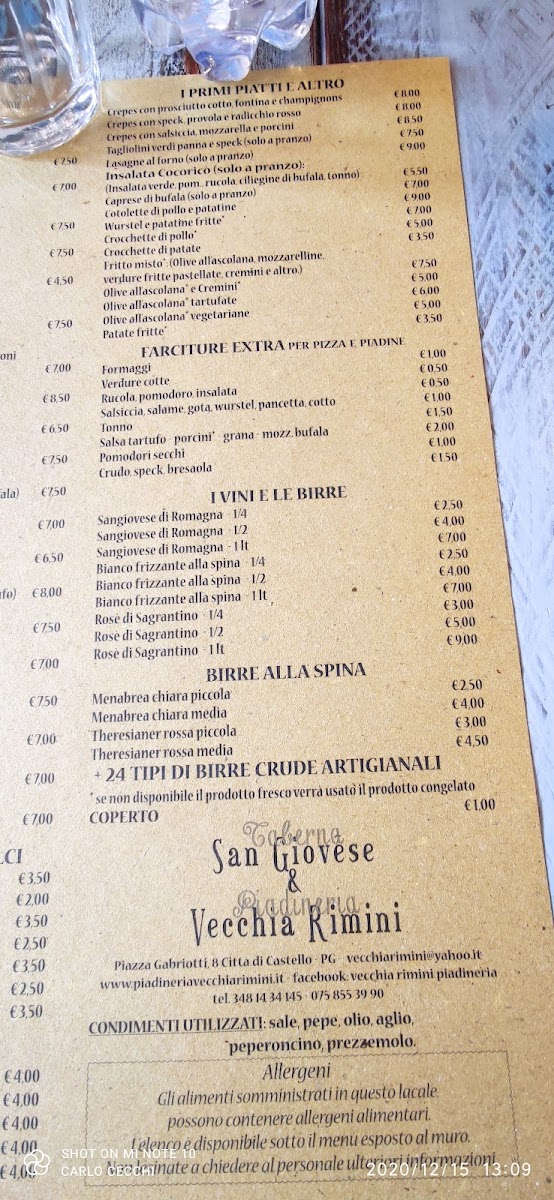 I PRIMI PIATTI E ALTRO
Crepes con prosciutto cotto, fontina e champignons €8.00
Crepes con speck, provola e radicchio rosso €8.00
Crepes con salsiccia, mozzarella e porcini €8.50
Tagliolini verdi panna e speck (solo a pranzo) €7.50
Lasagne al forno (solo a pranzo) €9.00
Insalata Cocoricò (solo a pranzo):
(Insalata verde, pom., rucola, ciliegine di bufala, tonno) €5.50
Caprese di bufala (solo a pranzo) €7.00
Cotolette di pollo e patatine €9.00
Wurstel e patatine fritte* €7.00
Crocchette di pollo* €5.00
Crocchette di patate €3.50
Fritto misto* (Olive all'ascolana, mozzarelline,
verdure fritte pastellate, cremini e altro.) €7.50
Olive all'ascolana* e Cremini* €5.00
Olive all'ascolana* tartufate €6.00
Olive all'ascolana* vegetariane €5.00
Patate fritte* €3.50
FARCITURE EXTRA PER PIZZA E PIADINE
Formaggi €1.00
Verdure cotte €0.50
Rucola, pomodoro, insalata €0.50
Salsiccia, salame, gota, wurstel, pancetta, cotto €1.00
Tonno €1.50
Salsa tartufo - porcini* - grana - mozz. bufala €2.00
Pomodori secchi €1.00
Crudo, speck, bresaola €1.50
I VINI E LE BIRRE
Sangiovese di Romagna - 1/4 €2.50
Sangiovese di Romagna - 1/2 €4.00
Sangiovese di Romagna - 1 lt €7.00
Bianco frizzante alla spina - 1/4 €2.50
Bianco frizzante alla spina - 1/2 €4.00
Bianco frizzante alla spina - 1 lt €7.00
Rosè di Sagrantino - 1/4 €3.00
Rosè di Sagrantino - 1/2 €5.00
Rosè di Sagrantino - 1 lt €9.00
BIRRE ALLA SPINA
Menabrea chiara piccola €2.50
Menabrea chiara media €4.00
Theresianer rossa piccola €3.00
Theresianer rossa media €4.50
+ 24 TIPI DI BIRRE CRUDE ARTIGIANALI
*se non disponibile il prodotto fresco verrà usato il prodotto congelato
COPERTO €1.00
Taberna
San Giovese
&
Piadineria
Vecchia Rimini
Piazza Gabriotti, 8 Città di Castello - PG - vecchiarimini@yahoo.it
www.piadineriavecchiarimini.it - facebook: vecchia rimini piadineria
tel. 348 14 34 145 - 075 855 39 90
CONDIMENTI UTILIZZATI: sale, pepe, olio, aglio,
peperoncino, prezzemolo.
Allergeni
Gli alimenti somministrati in questo locale,
possono contenere allergeni alimentari.
L'elenco è disponibile sotto il menù esposto al muro.
a chiedere al personale ulteriori informazioni
€7.50
€7.00
€7.50
€7.50
€4.50
€7.50
oni
€7.00
€8.50
€6.50
€7.50
ala) €7.50
€7.00
€6.50
ufo) €8.00
€7.50
€7.00
€7.50
€7.00
€7.00
€7.00
LCI
€3.50
€2.00
€3.50
€2.50
€3.50
€2.50
€3.50
€4.00
€4.00
€4.00
€4.00
€4.00
SHOT ON MI NOTE 10
CARLO CECCHI
2020/12/15 13:09